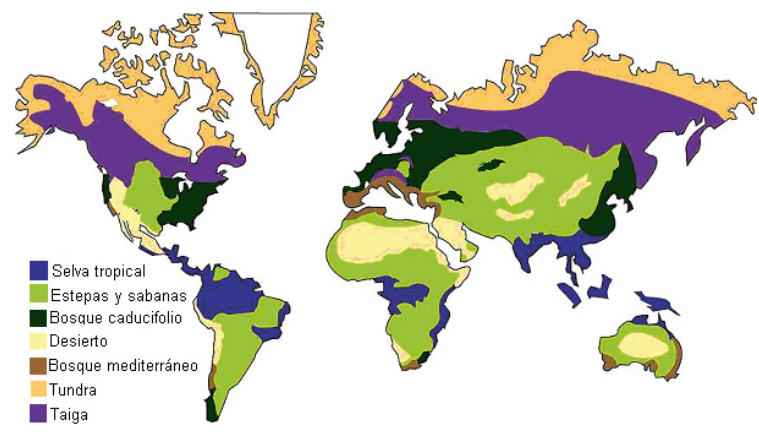 Selva tropical
Estepas y sabanas
Bosque caducifolio
Desierto
Bosque mediterráneo
Tundra
Taiga